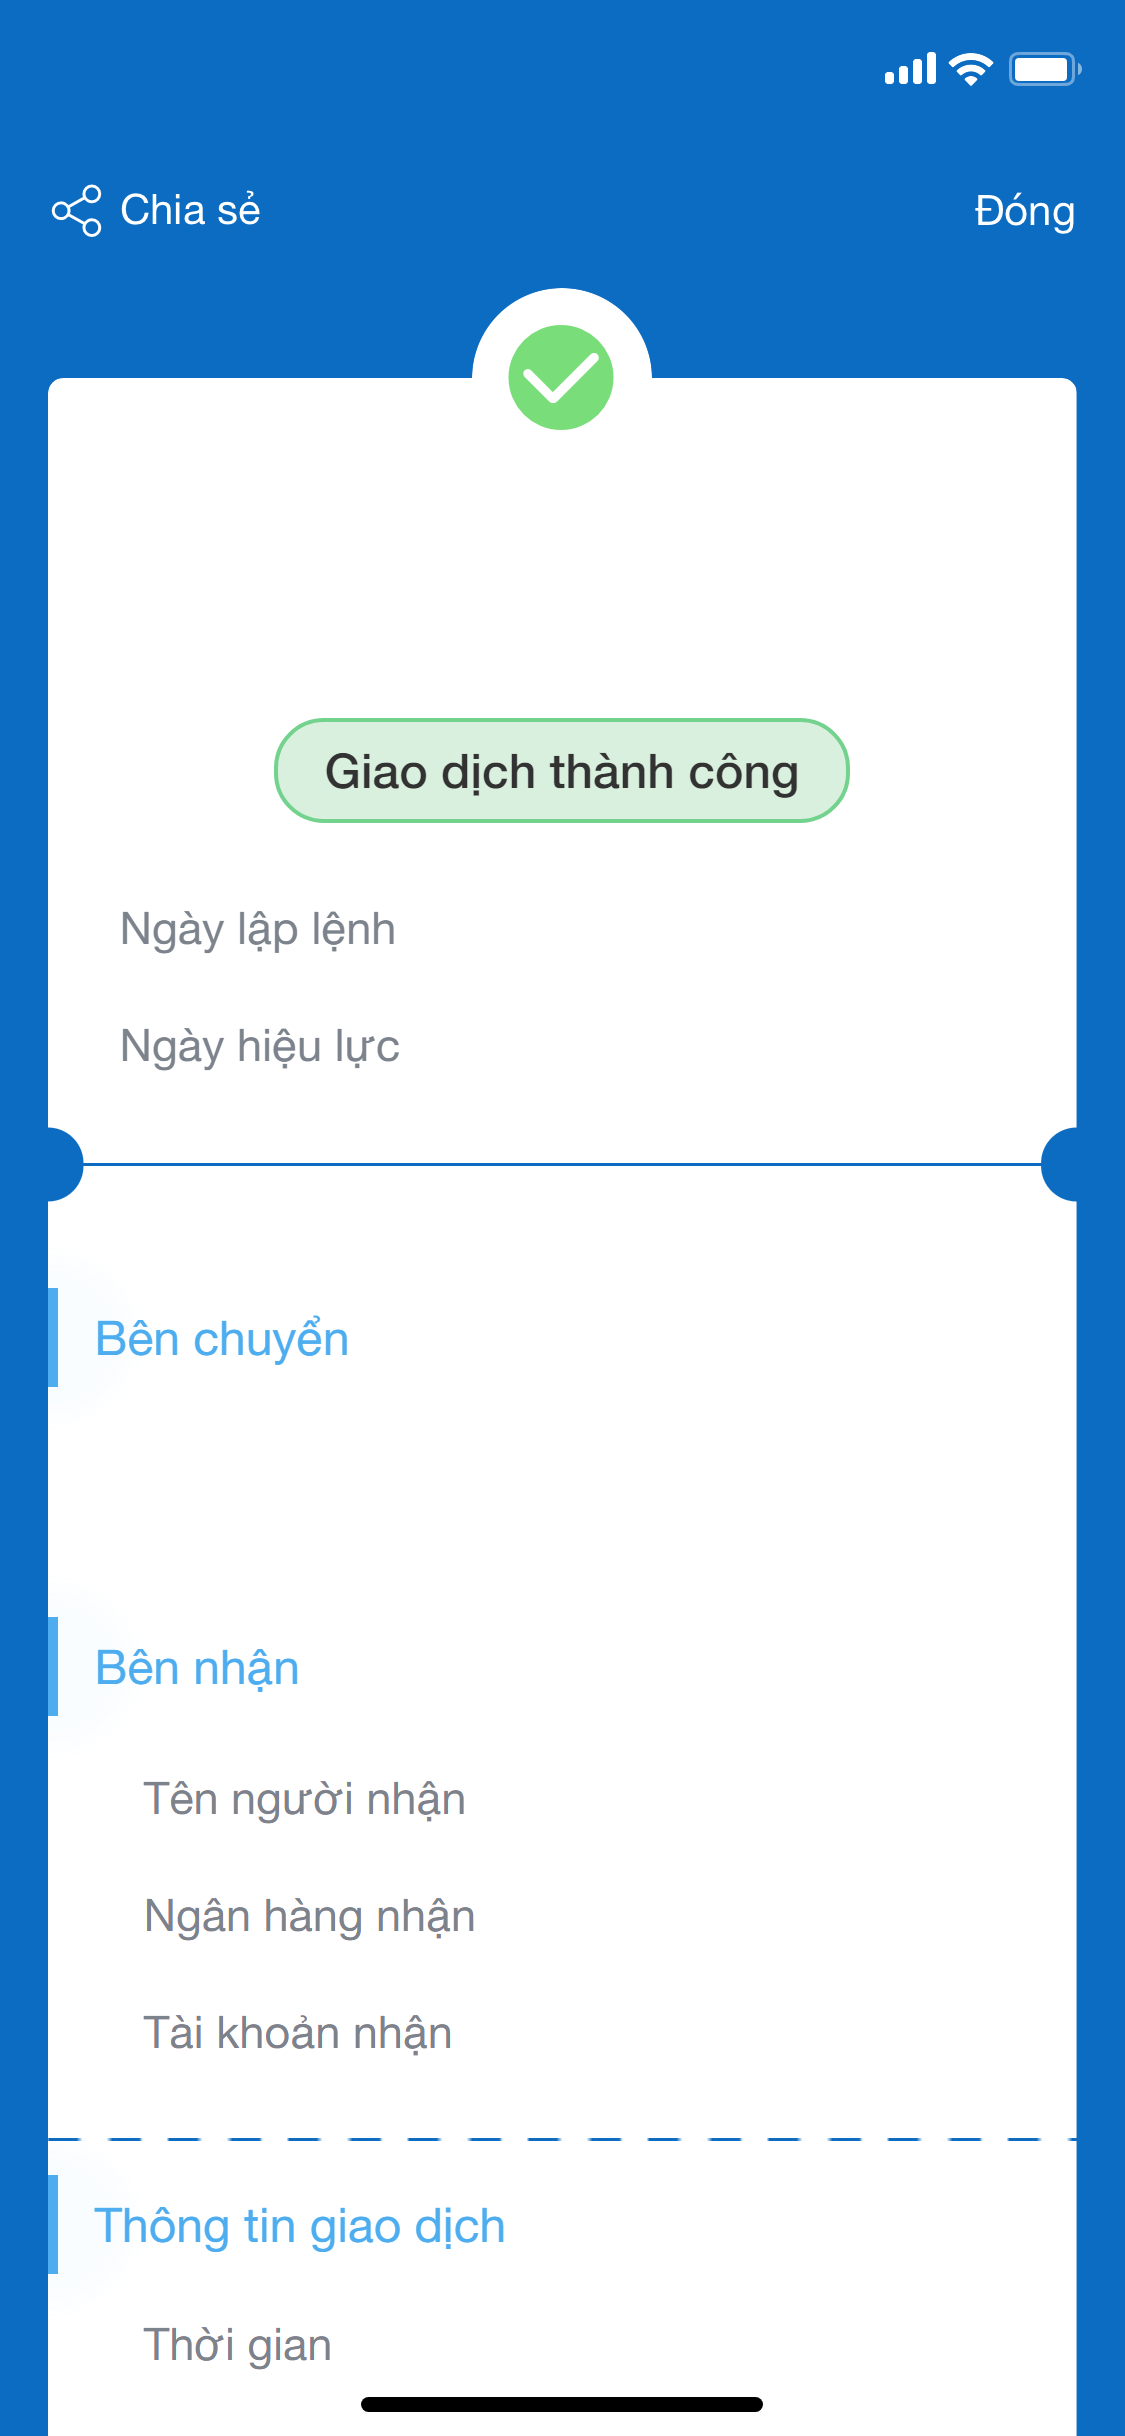 Chia sẻ
Đóng
Giao dịch thành công
Ngày lập lệnh
Ngày hiệu lực
Bên chuyển
Bên nhận
Tên người nhận
Ngân hàng nhận
Tài khoản nhận
Thông tin giao dịch
Thời gian